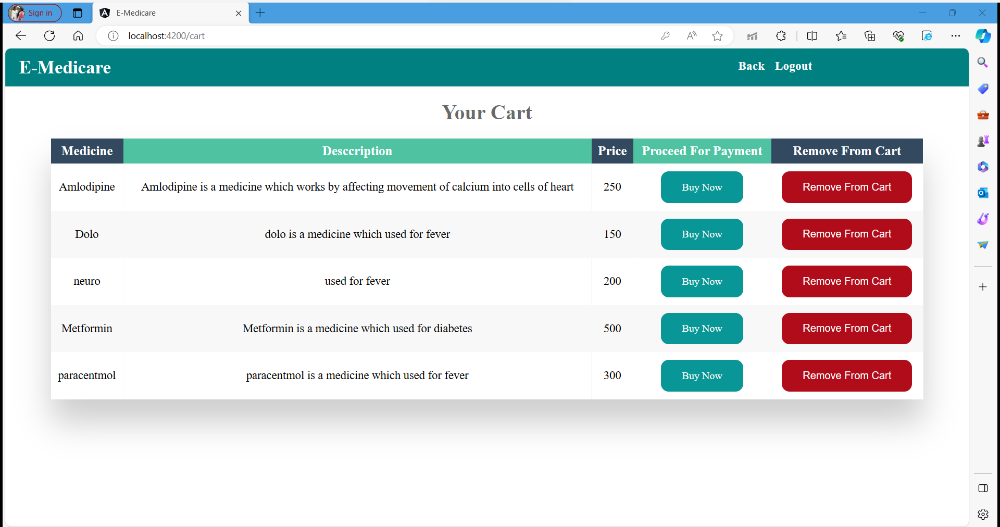 Sign in
E-Medicare
localhost:4200/cart
E-Medicare Back Logout
Your Cart
Medicine Desccription Price Proceed For Payment Remove From Cart
Amlodipine Amlodipine is a medicine which works by affecting movement of calcium into cells of heart 250 Buy Now Remove From Cart
Dolo dolo is a medicine which used for fever 150 Buy Now Remove From Cart
neuro used for fever 200 Buy Now Remove From Cart
Metformin Metformin is a medicine which used for diabetes 500 Buy Now Remove From Cart
paracentmol paracentmol is a medicine which used for fever 300 Buy Now Remove From Cart